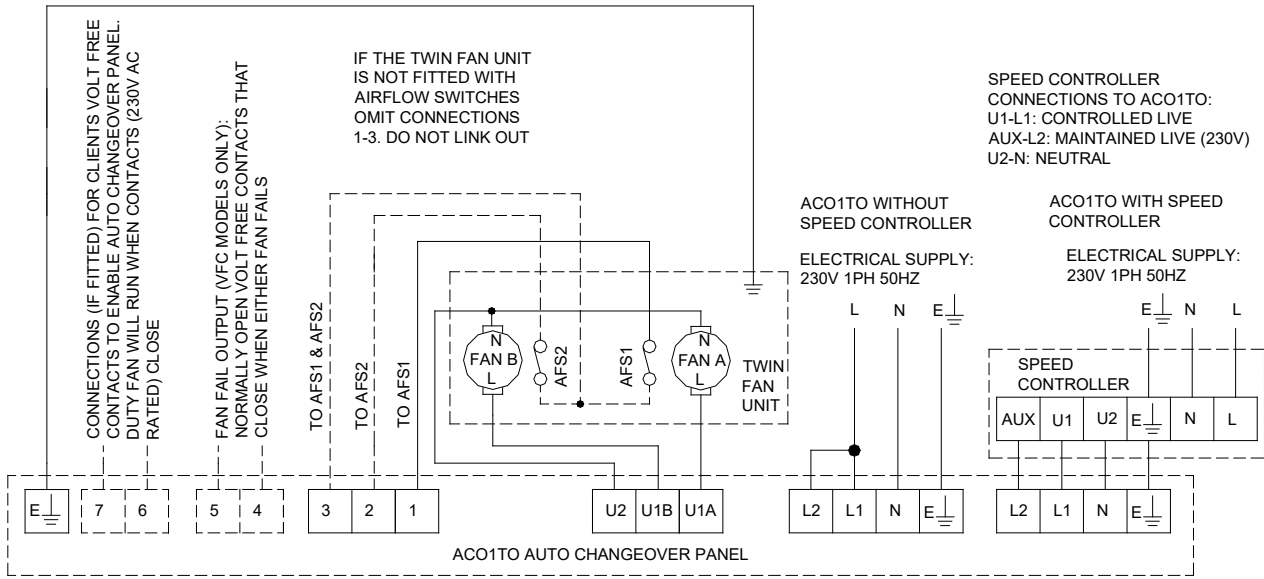 CONNECTIONS (IF FITTED) FOR CLIENTS VOLT FREE
CONTACTS TO ENABLE AUTO CHANGEOVER PANEL.
DUTY FAN WILL RUN WHEN CONTACTS (230V AC
RATED) CLOSE
FAN FAIL OUTPUT (VFC MODELS ONLY):
NORMALLY OPEN VOLT FREE CONTACTS THAT
CLOSE WHEN EITHER FAN FAILS
IF THE TWIN FAN UNIT
IS NOT FITTED WITH
AIRFLOW SWITCHES
OMIT CONNECTIONS
1-3. DO NOT LINK OUT
TO AFS1 & AFS2
TO AFS2
TO AFS1
N
FAN B
L
AFS2
AFS1
N
FAN A
L
TWIN
FAN
UNIT
SPEED CONTROLLER
CONNECTIONS TO ACO1TO:
U1-L1: CONTROLLED LIVE
AUX-L2: MAINTAINED LIVE (230V)
U2-N: NEUTRAL
ACO1TO WITHOUT
SPEED CONTROLLER
ELECTRICAL SUPPLY:
230V 1PH 50HZ
L N E
ACO1TO WITH SPEED
CONTROLLER
ELECTRICAL SUPPLY:
230V 1PH 50HZ
E N L
SPEED
CONTROLLER
AUX U1 U2 E N L
E 7 6 5 4 3 2 1 U2 U1B U1A L2 L1 N E L2 L1 N E
ACO1TO AUTO CHANGEOVER PANEL